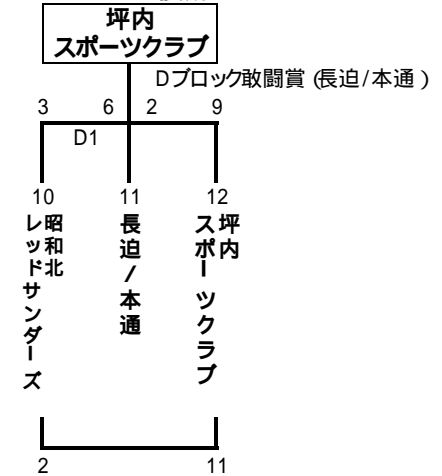 坪内
スポーツクラブ
Dブロック敢闘賞 (長迫/本通)
3 6 2 9
D1
10 11 12
昭和北
レッドサンダーズ
長迫/本通
坪内
スポーツクラブ
2 11